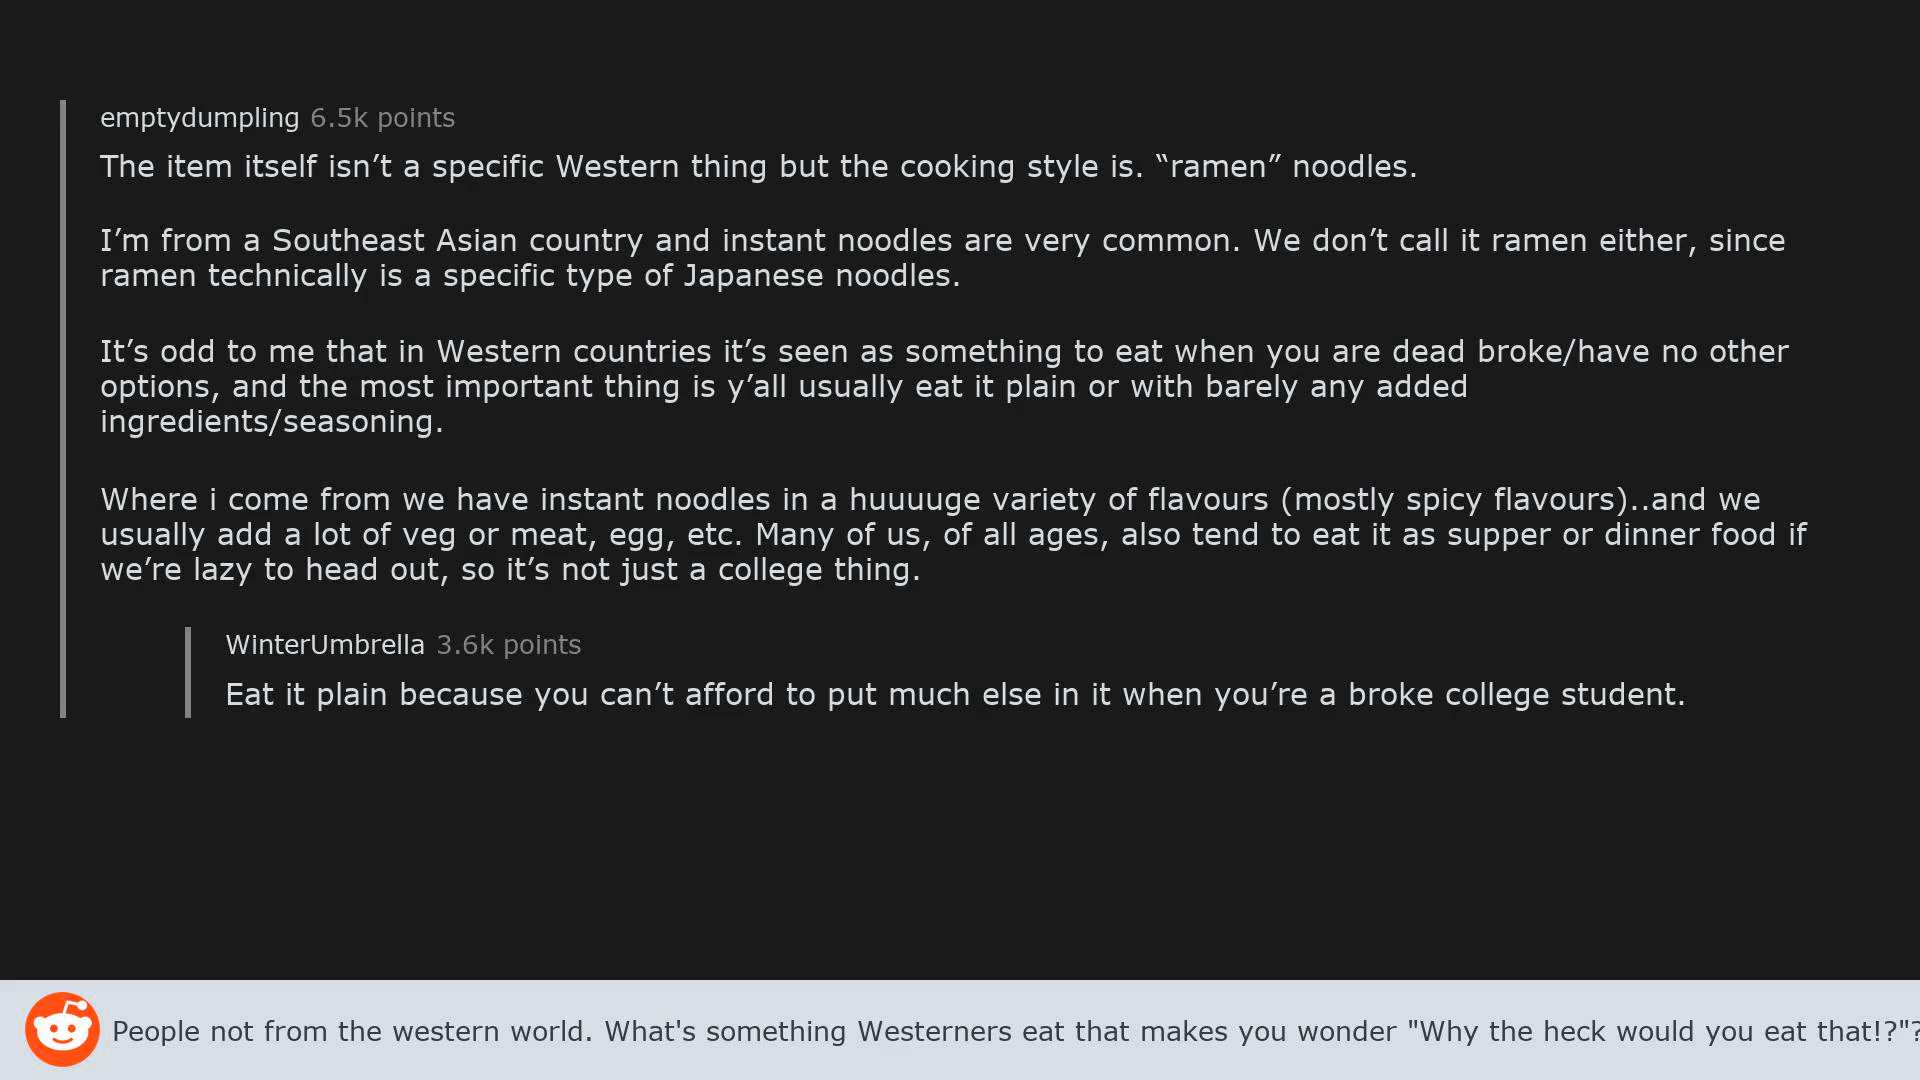 emptydumpling 6.5k points
The item itself isn’t a specific Western thing but the cooking style is. “ramen” noodles.
I’m from a Southeast Asian country and instant noodles are very common. We don’t call it ramen either, since
ramen technically is a specific type of Japanese noodles.
It’s odd to me that in Western countries it’s seen as something to eat when you are dead broke/have no other
options, and the most important thing is y’all usually eat it plain or with barely any added
ingredients/seasoning.
Where i come from we have instant noodles in a huuuuge variety of flavours (mostly spicy flavours)..and we
usually add a lot of veg or meat, egg, etc. Many of us, of all ages, also tend to eat it as supper or dinner food if
we’re lazy to head out, so it’s not just a college thing.
WinterUmbrella 3.6k points
Eat it plain because you can’t afford to put much else in it when you’re a broke college student.
People not from the western world. What's something Westerners eat that makes you wonder "Why the heck would you eat that!?"?